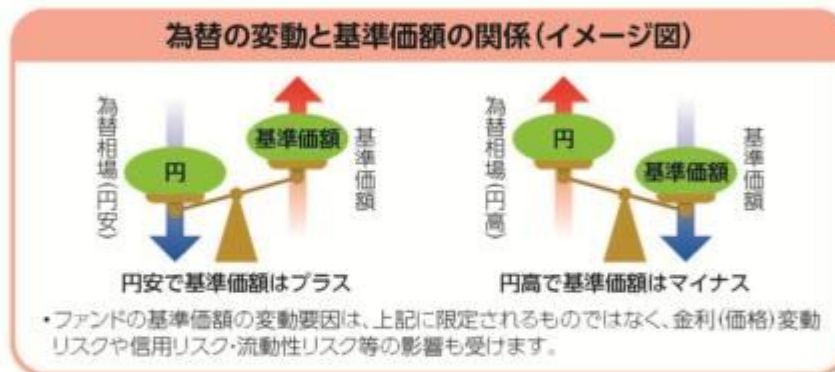 為替の変動と基準価額の関係(イメージ図)
為替相場(円安)
円
基準価額
基準価額
円安で基準価額はプラス
為替相場(円高)
円
基準価額
基準価額
円高で基準価額はマイナス
・ファンドの基準価額の変動要因は、上記に限定されるものではなく、金利(価格)変動
リスクや信用リスク・流動性リスク等の影響も受けます。